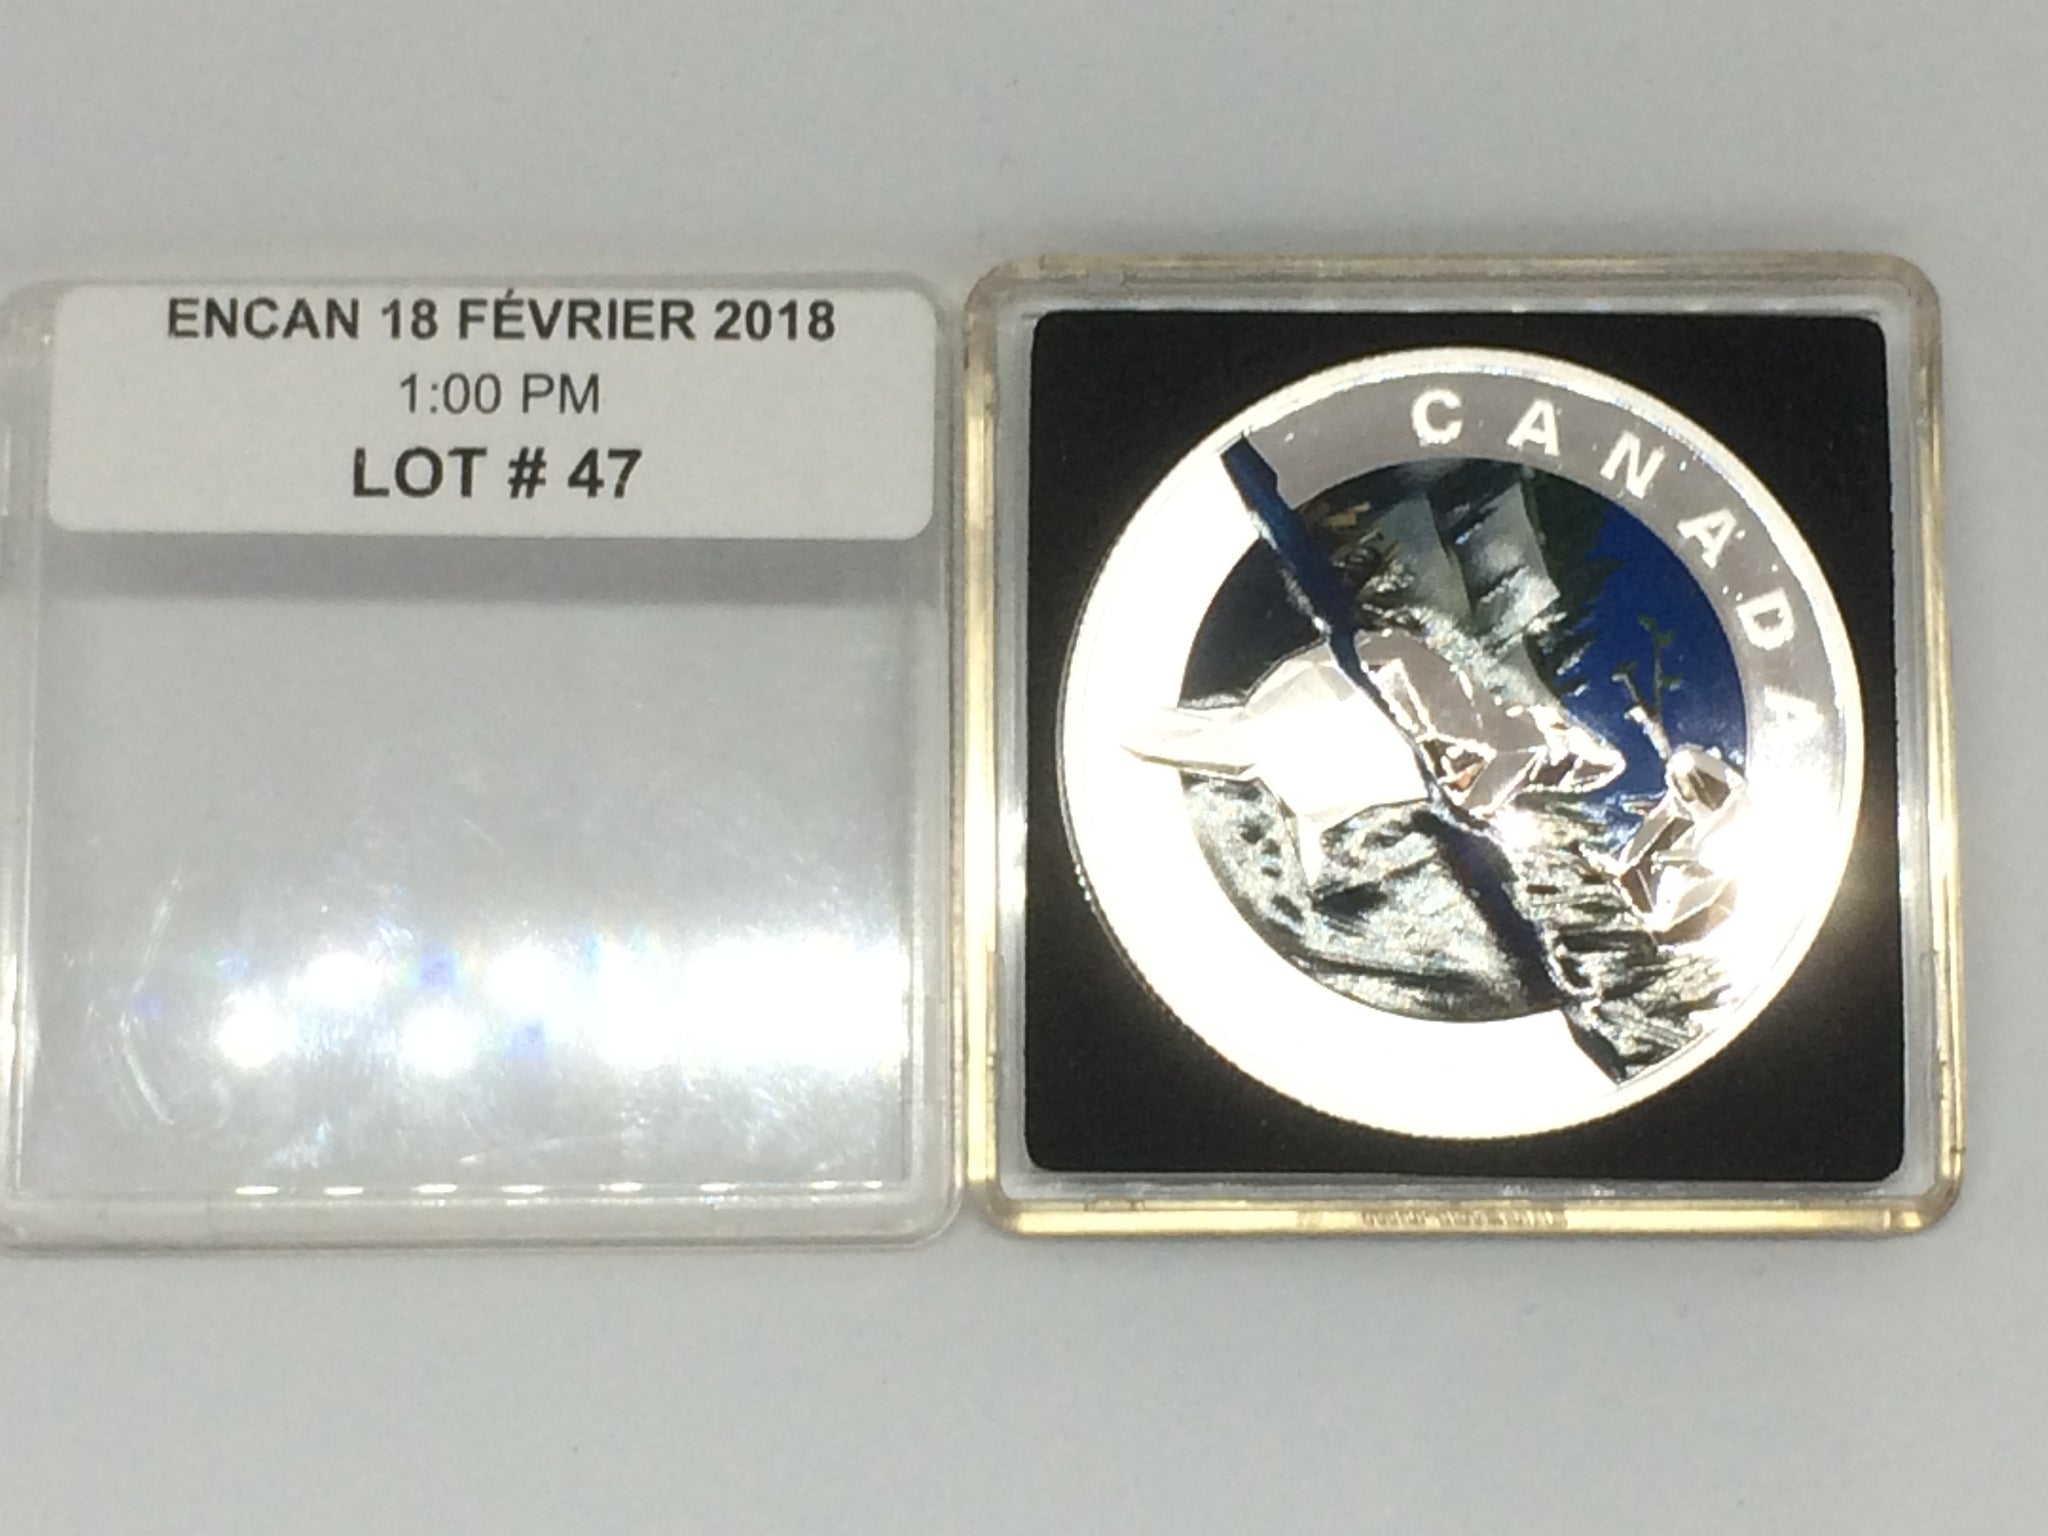 ENCAN 18 FÉVRIER 2018
1:00 PM
LOT # 47
CANADA